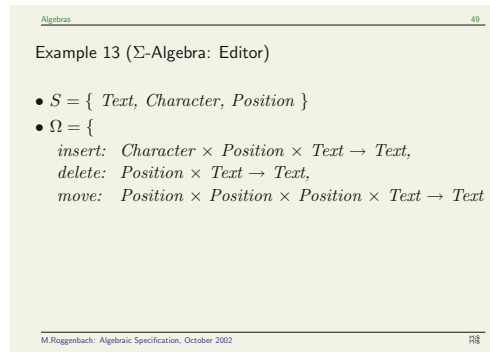 Algebras 49
Example 13 (Σ-Algebra: Editor)
• S = { Text, Character, Position }
• Ω = {
insert: Character × Position × Text → Text,
delete: Position × Text → Text,
move: Position × Position × Position × Text → Text
M.Roggenbach: Algebraic Specification, October 2002